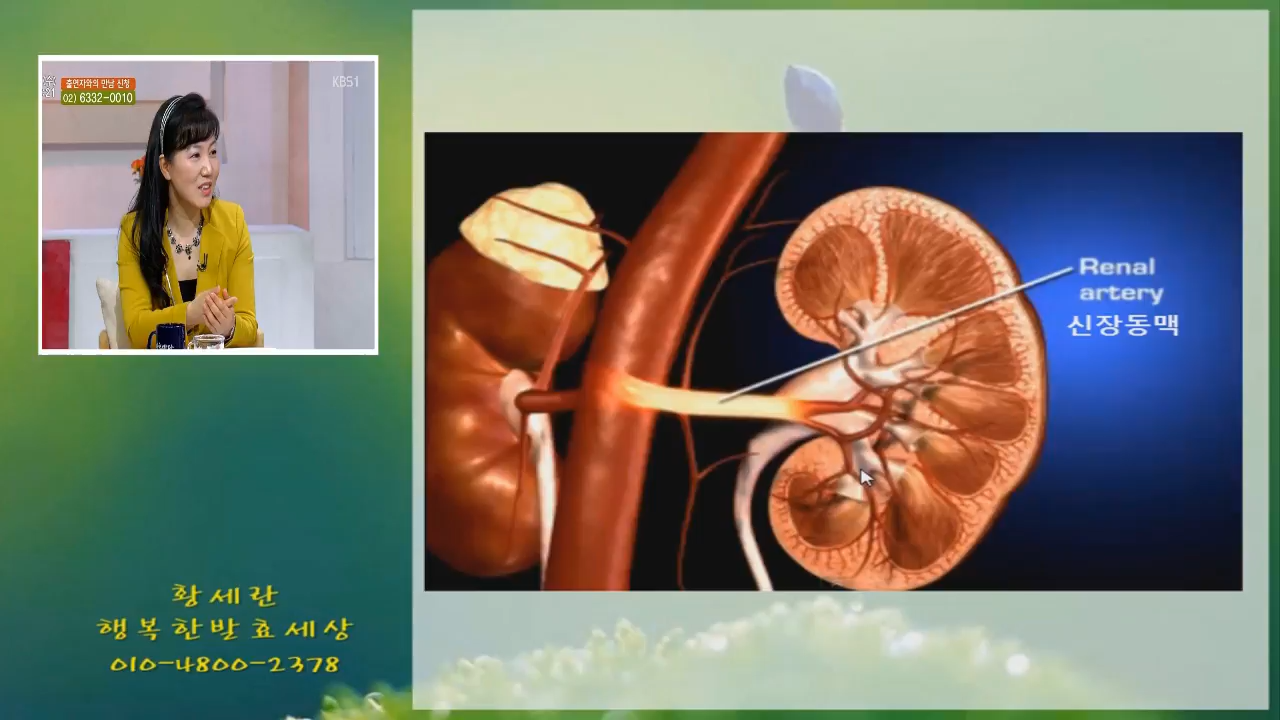 출연자와의 만남 신청
02) 6332-0010
KBS1
Renal
artery
신장동맥
황세란
행복한발효세상
010-4800-2378